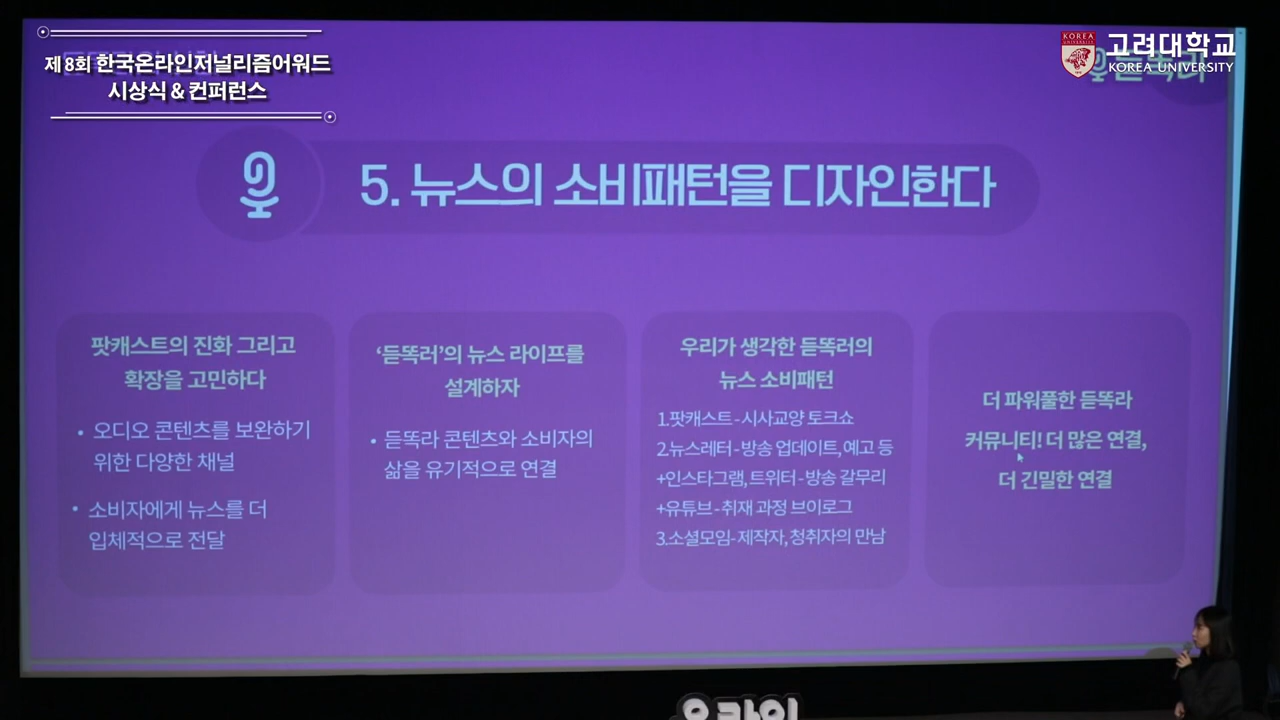 제 8회 한국온라인저널리즘어워드
시상식 & 컨퍼런스
KOREA
고려대학교
KOREA UNIVERSITY
듣똑라
5. 뉴스의 소비패턴을 디자인한다
팟캐스트의 진화 그리고
확장을 고민하다
• 오디오 콘텐츠를 보완하기
위한 다양한 채널
• 소비자에게 뉴스를 더
입체적으로 전달
‘듣똑러’의 뉴스 라이프를
설계하자
• 듣똑라 콘텐츠와 소비자의
삶을 유기적으로 연결
우리가 생각한 듣똑러의
뉴스 소비패턴
1.팟캐스트 - 시사교양 토크쇼
2.뉴스레터 - 방송 업데이트, 예고 등
+인스타그램, 트위터 - 방송 갈무리
+유튜브 - 취재 과정 브이로그
3.소셜모임- 제작자, 청취자의 만남
더 파워풀한 듣똑라
커뮤니티! 더 많은 연결,
더 긴밀한 연결